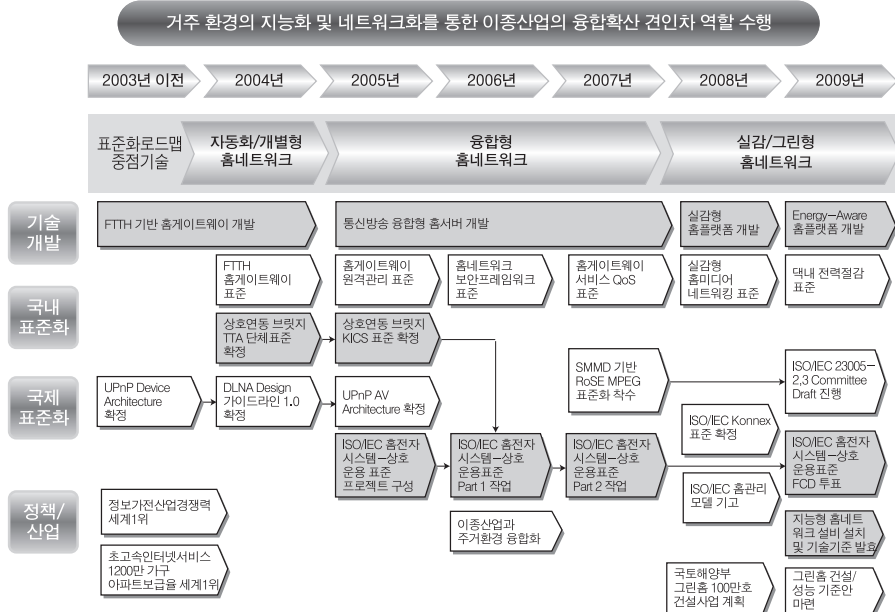 거주 환경의 지능화 및 네트워크화를 통한 이종산업의 융합확산 견인차 역할 수행
2003년 이전
2004년
2005년
2006년
2007년
2008년
2009년
표준화로드맵
중점기술
자동화/개별형
홈네트워크
융합형
홈네트워크
실감/그린형
홈네트워크
기술
개발
FTTH 기반 홈게이트웨이 개발
통신방송 융합형 홈서버 개발
실감형
홈플랫폼 개발
Energy-Aware
홈플랫폼 개발
국내
표준화
FTTH
홈게이트웨이
표준
홈게이트웨이
원격관리 표준
홈네트워크
보안프레임워크
표준
홈게이트웨이
서비스 QoS
표준
실감형
홈미디어
네트워킹 표준
댁내 전력절감
표준
상호연동 브릿지
TTA 단체표준
확정
상호연동 브릿지
KICS 표준 확정
국제
표준화
UPnP Device
Architecture
확정
DLNA Design
가이드라인 1.0
확정
UPnP AV
Architecture 확정
SMMD 기반
RoSE MPEG
표준화 착수
ISO/IEC 23005-
2,3 Committee
Draft 진행
ISO/IEC Konnex
표준 확정
ISO/IEC 홈전자
시스템-상호
운용 표준
프로젝트 구성
ISO/IEC 홈전자
시스템-상호
운용표준
Part 1 작업
ISO/IEC 홈전자
시스템-상호
운용표준
Part 2 작업
ISO/IEC 홈전자
시스템-상호
운용표준
FCD 투표
ISO/IEC 홈관리
모델 기고
정책/
산업
정보가전산업경쟁력
세계1위
이종산업과
주거환경 융합화
지능형 홈네트
워크 설비 설치
및 기술기준 발효
초고속인터넷서비스
1200만 가구
아파트보급율 세계1위
국토해양부
그린홈 100만호
건설사업 계획
그린홈 건설/
성능 기준안
마련